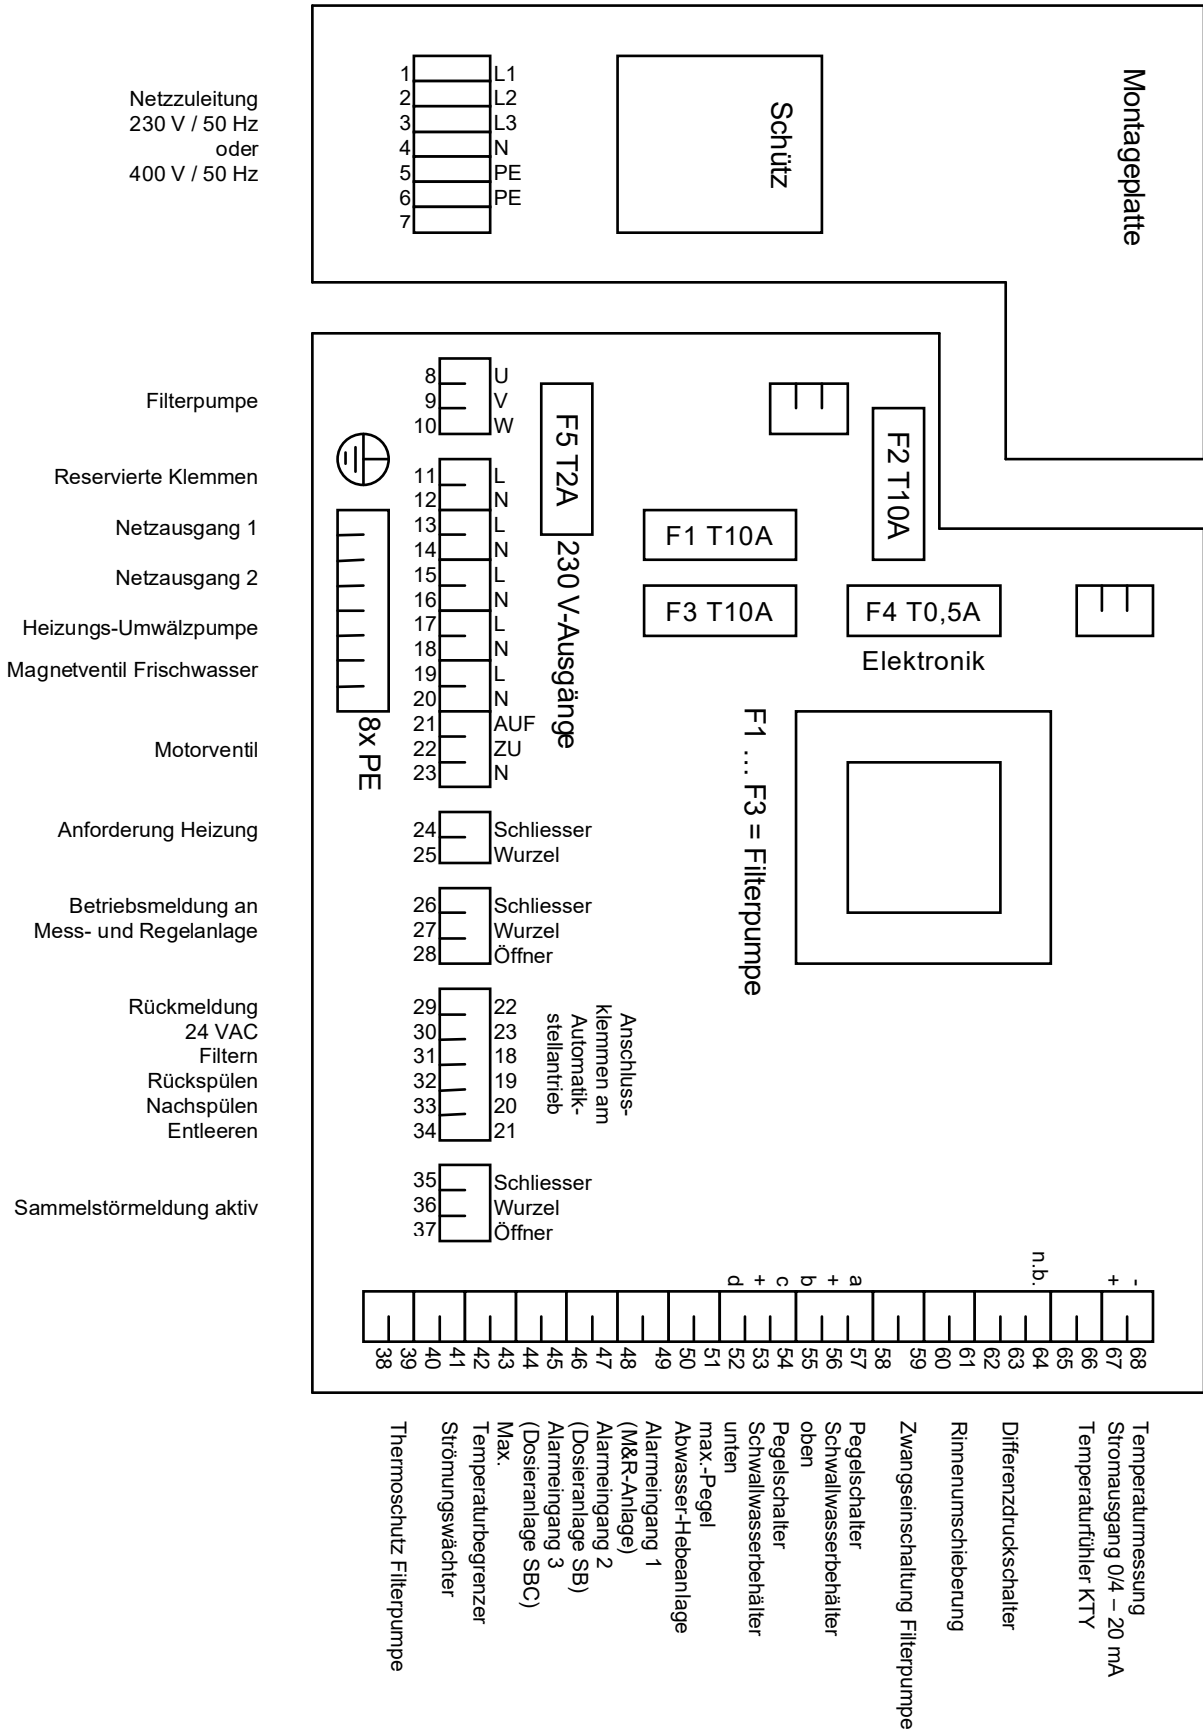 Netzzuleitung
230 V / 50 Hz
oder
400 V / 50 Hz
1 L1
2 L2
3 L3
4 N
5 PE
6 PE
7
Schütz
Montageplatte
Filterpumpe
8 U
9 V
10 W
F5 T2A
230 V-Ausgänge
F2 T10A
F1 T10A
F3 T10A
F4 T0,5A
Elektronik
F1 ... F3 = Filterpumpe
8x PE
Reservierte Klemmen
11 L
12 N
Netzausgang 1
13 L
14 N
Netzausgang 2
15 L
16 N
Heizungs-Umwälzpumpe
17 L
18 N
Magnetventil Frischwasser
19 L
20 N
Motorventil
21 AUF
22 ZU
23 N
Anforderung Heizung
24 Schliesser
25 Wurzel
Betriebsmeldung an
Mess- und Regelanlage
26 Schliesser
27 Wurzel
28 Öffner
Rückmeldung 29 22
24 VAC 30 23
Filtern 31 18
Rückspülen 32 19
Nachspülen 33 20
Entleeren 34 21
Anschluss-
klemmen am
Automatik-
stellantrieb
Sammelstörmeldung aktiv
35 Schliesser
36 Wurzel
37 Öffner
d + c b + a n.b. + -
38 39 40 41 42 43 44 45 46 47 48 49 50 51 52 53 54 55 56 57 58 59 60 61 62 63 64 65 66 67 68
Thermoschutz Filterpumpe
Strömungswächter
Max.
Temperaturbegrenzer
Alarmeingang 3
(Dosieranlage SBC)
Alarmeingang 2
(Dosieranlage SB)
Alarmeingang 1
(M&R-Anlage)
max.-Pegel
Abwasser-Hebeanlage
Pegelschalter
Schwallwasserbehälter
unten
Pegelschalter
Schwallwasserbehälter
oben
Zwangseinschaltung Filterpumpe
Rinnenumschieberung
Differenzdruckschalter
Temperaturmessung
Stromausgang 0/4 – 20 mA
Temperaturfühler KTY